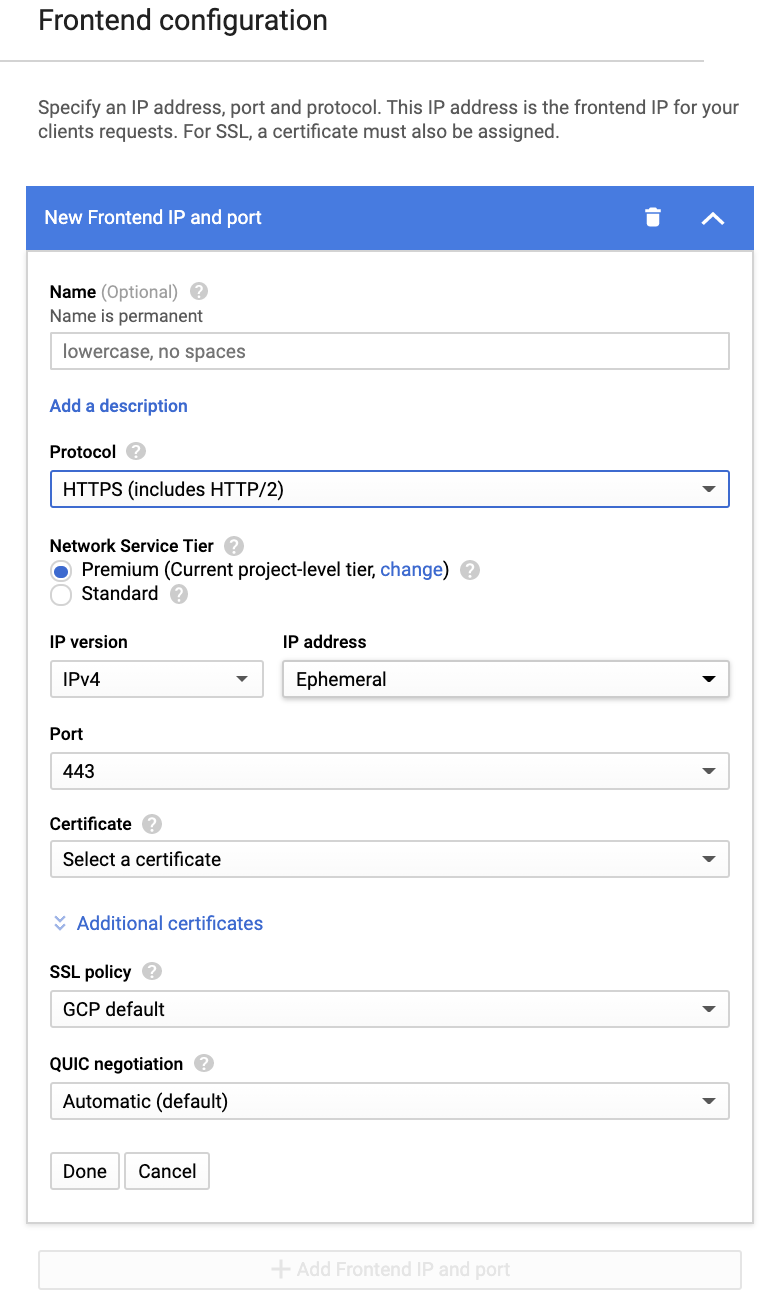 Frontend configuration
Specify an IP address, port and protocol. This IP address is the frontend IP for your
clients requests. For SSL, a certificate must also be assigned.
New Frontend IP and port
Name (Optional)
Name is permanent
lowercase, no spaces
Add a description
Protocol
HTTPS (includes HTTP/2)
Network Service Tier
Premium (Current project-level tier, change)
Standard
IP version IP address
IPv4 Ephemeral
Port
443
Certificate
Select a certificate
Additional certificates
SSL policy
GCP default
QUIC negotiation
Automatic (default)
Done Cancel
Add Frontend IP and port